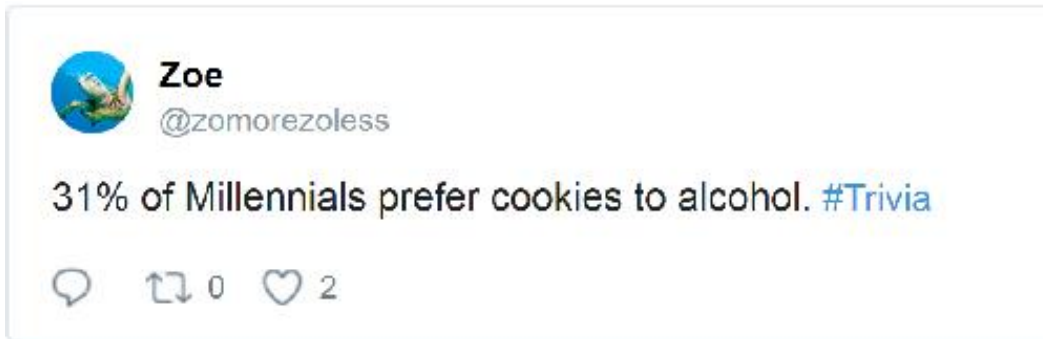 Zoe
@zomorezoless
31% of Millennials prefer cookies to alcohol. #Trivia
0 2